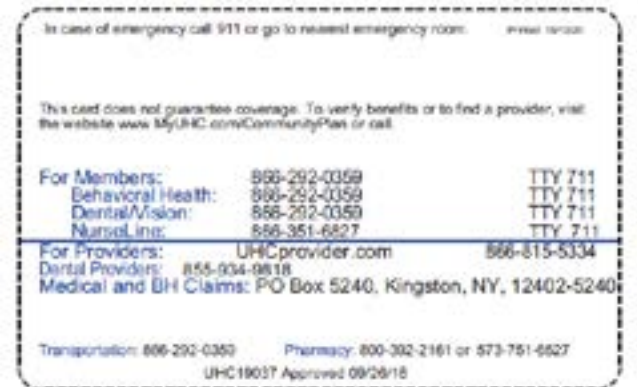 In case of emergency call 911 or go to nearest emergency room. Printed:
This card does not guarantee coverage. To verify benefits or to find a provider, visit
the website www.MyUHC.com/CommunityPlan or call.
For Members: 866-292-0359 TTY 711
Behavioral Health: 866-292-0359 TTY 711
Dental/Vision: 866-292-0359 TTY 711
NurseLine: 866-351-6827 TTY 711
For Providers: UHCprovider.com 866-815-5334
Dental Providers: 855-934-9818
Medical and BH Claims: PO Box 5240, Kingston, NY, 12402-5240
Transportation: 866-292-0359 Pharmacy: 800-392-2161 or 573-751-6527
UHC19037 Approved 09/26/18